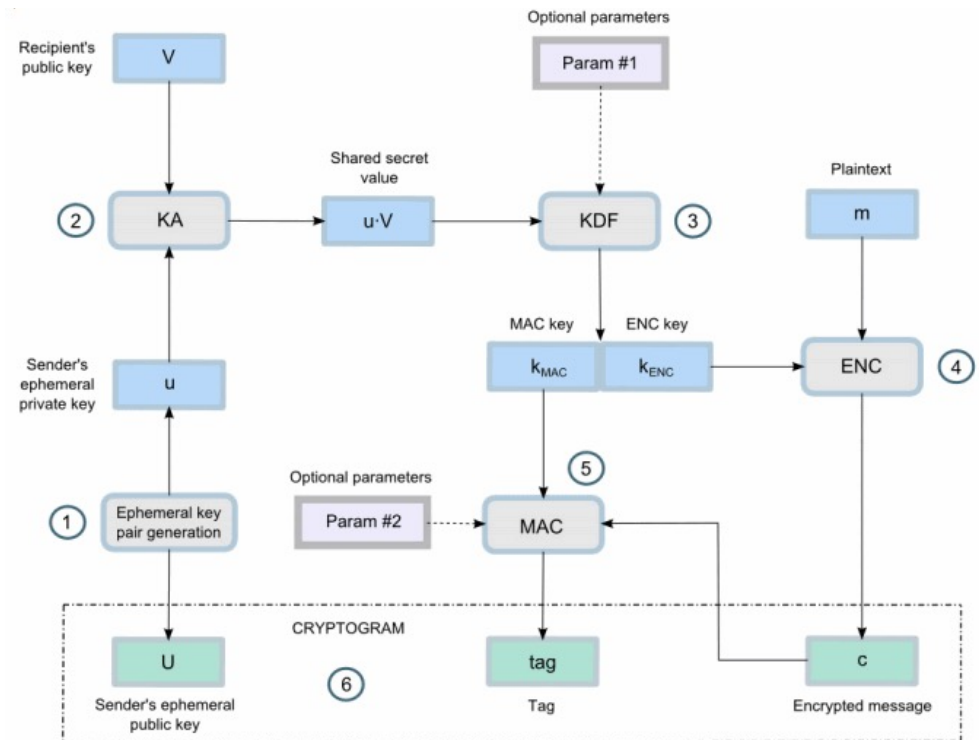 Optional parameters
Recipient's
public key
V
Param #1
Shared secret
value
Plaintext
2
KA
u·V
KDF
3
m
MAC key
ENC key
Sender's
ephemeral
private key
u
kMAC
kENC
ENC
4
Optional parameters
5
1
Ephemeral key
pair generation
Param #2
MAC
CRYPTOGRAM
U
6
tag
c
Sender's ephemeral
public key
Tag
Encrypted message